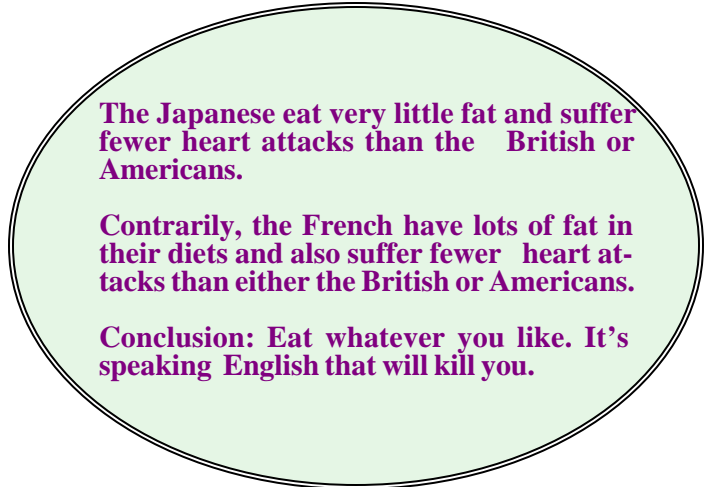 The Japanese eat very little fat and suffer
fewer heart attacks than the British or
Americans.
Contrarily, the French have lots of fat in
their diets and also suffer fewer heart at-
tacks than either the British or Americans.
Conclusion: Eat whatever you like. It’s
speaking English that will kill you.